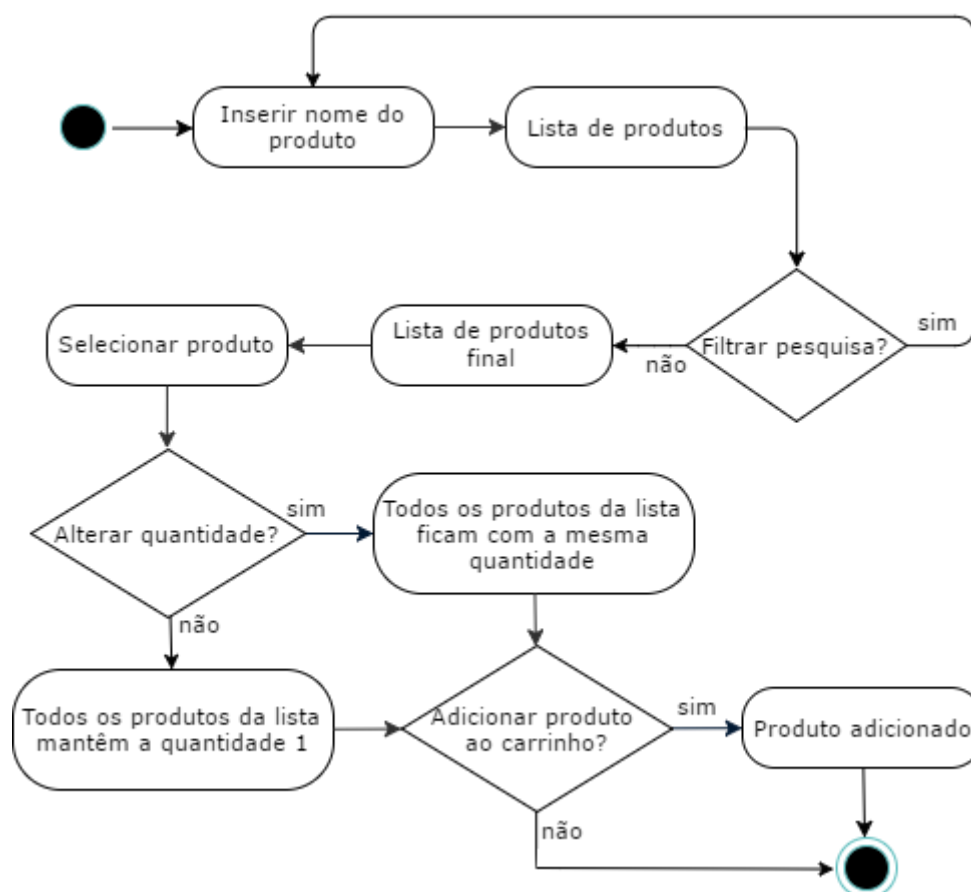 Inserir nome do
produto
Lista de produtos
Filtrar pesquisa?
sim
não
Lista de produtos
final
Selecionar produto
Alterar quantidade?
sim
Todos os produtos da lista
ficam com a mesma
quantidade
não
Todos os produtos da lista
mantêm a quantidade 1
Adicionar produto
ao carrinho?
sim
Produto adicionado
não